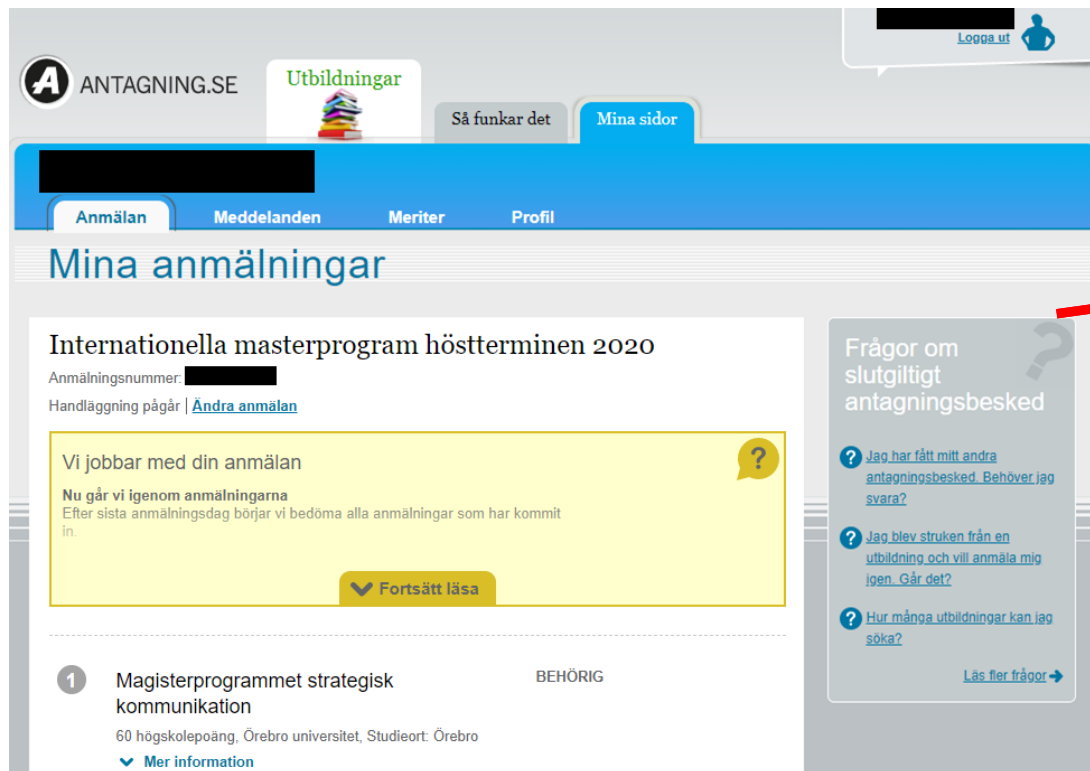 Logga ut
A ANTAGNING.SE
Utbildningar
Så funkar det
Mina sidor
Anmälan
Meddelanden
Meriter
Profil
Mina anmälningar
Internationella masterprogram höstterminen 2020
Anmälningsnummer:
Handläggning pågår | Ändra anmälan
Vi jobbar med din anmälan
?
Nu går vi igenom anmälningarna
Efter sista anmälningsdag börjar vi bedöma alla anmälningar som har kommit
in.
Fortsätt läsa
1
Magisterprogrammet strategisk
kommunikation
BEHÖRIG
60 högskolepoäng, Örebro universitet, Studieort: Örebro
Mer information
?
Frågor om
slutgiltigt
antagningsbesked
? Jag har fått mitt andra
antagningsbesked. Behöver jag
svara?
? Jag blev struken från en
utbildning och vill anmäla mig
igen. Går det?
? Hur många utbildningar kan jag
söka?
Läs fler frågor